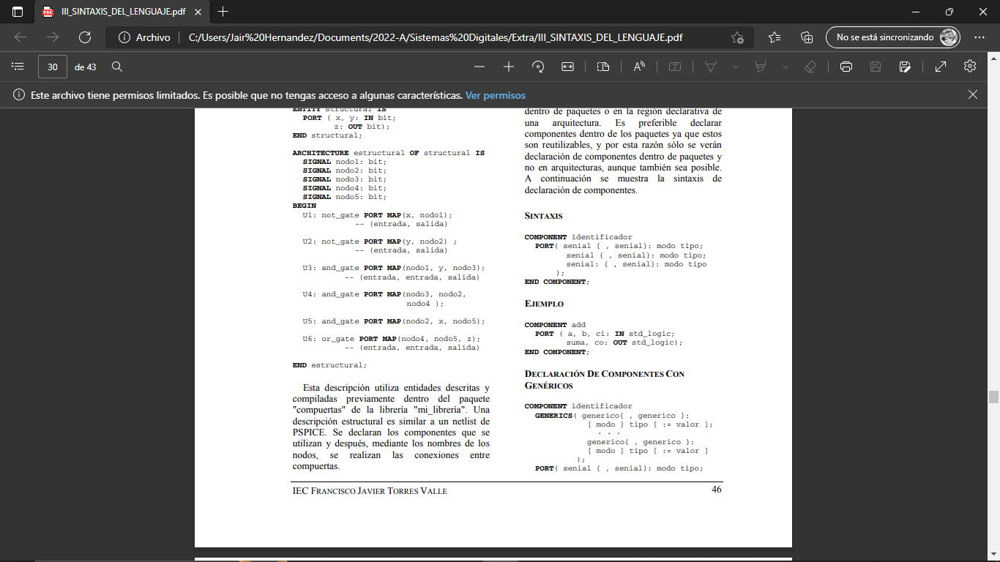 III_SINTAXIS_DEL_LENGUAJE.pdf
Archivo
C:/Users/Jair%20Hernandez/Documents/2022-A/Sistemas%20Digitales/Extra/III_SINTAXIS_DEL_LENGUAJE.pdf
No se está sincronizando
30
de 43
Este archivo tiene permisos limitados. Es posible que no tengas acceso a algunas características. Ver permisos
ENTITY structural IS
PORT ( x, y: IN bit;
z: OUT bit);
END structural;
ARCHITECTURE estructural OF structural IS
SIGNAL nodo1: bit;
SIGNAL nodo2: bit;
SIGNAL nodo3: bit;
SIGNAL nodo4: bit;
SIGNAL nodo5: bit;
BEGIN
U1: not_gate PORT MAP(x, nodo1);
-- (entrada, salida)
U2: not_gate PORT MAP(y, nodo2) ;
-- (entrada, salida)
U3: and_gate PORT MAP(nodo1, y, nodo3);
-- (entrada, entrada, salida)
U4: and_gate PORT MAP(nodo3, nodo2,
nodo4 );
U5: and_gate PORT MAP(nodo2, x, nodo5);
U6: or_gate PORT MAP(nodo4, nodo5, z);
-- (entrada, entrada, salida)
END estructural;
Esta descripción utiliza entidades descritas y
compiladas previamente dentro del paquete
"compuertas" de la librería "mi_librería". Una
descripción estructural es similar a un netlist de
PSPICE. Se declaran los componentes que se
utilizan y después, mediante los nombres de los
nodos, se realizan las conexiones entre
compuertas.
dentro de paquetes o en la región declarativa de
una arquitectura. Es preferible declarar
componentes dentro de los paquetes ya que estos
son reutilizables, y por esta razón sólo se verán
declaración de componentes dentro de paquetes y
no en arquitecturas, aunque también sea posible.
A continuación se muestra la sintaxis de
declaración de componentes.
SINTAXIS
COMPONENT identificador
PORT( senial { , senial}: modo tipo;
senial { , senial}: modo tipo;
senial: { , senial}: modo tipo
);
END COMPONENT;
EJEMPLO
COMPONENT add
PORT ( a, b, ci: IN std_logic;
suma, co: OUT std_logic);
END COMPONENT;
DECLARACIÓN DE COMPONENTES CON
GENÉRICOS
COMPONENT identificador
GENERICS( generico{ , generico }:
[ modo ] tipo [ := valor ];
. . .
generico{ , generico }:
[ modo ] tipo [ := valor ]
);
PORT( senial { , senial}: modo tipo;
IEC FRANCISCO JAVIER TORRES VALLE
46